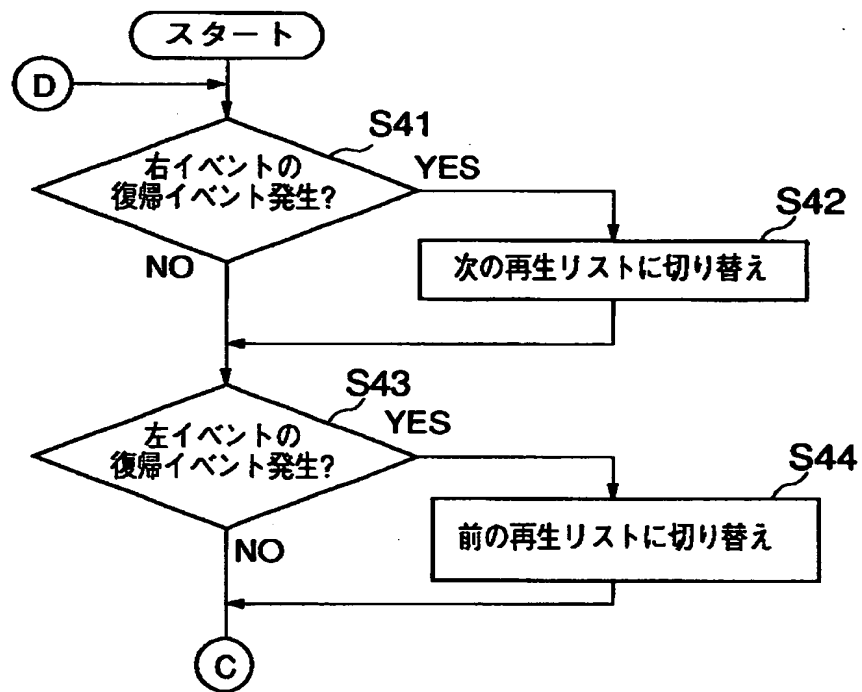 スタート
D
S41
右イベントの
復帰イベント発生?
YES
S42
次の再生リストに切り替え
NO
S43
左イベントの
復帰イベント発生?
YES
S44
前の再生リストに切り替え
NO
C